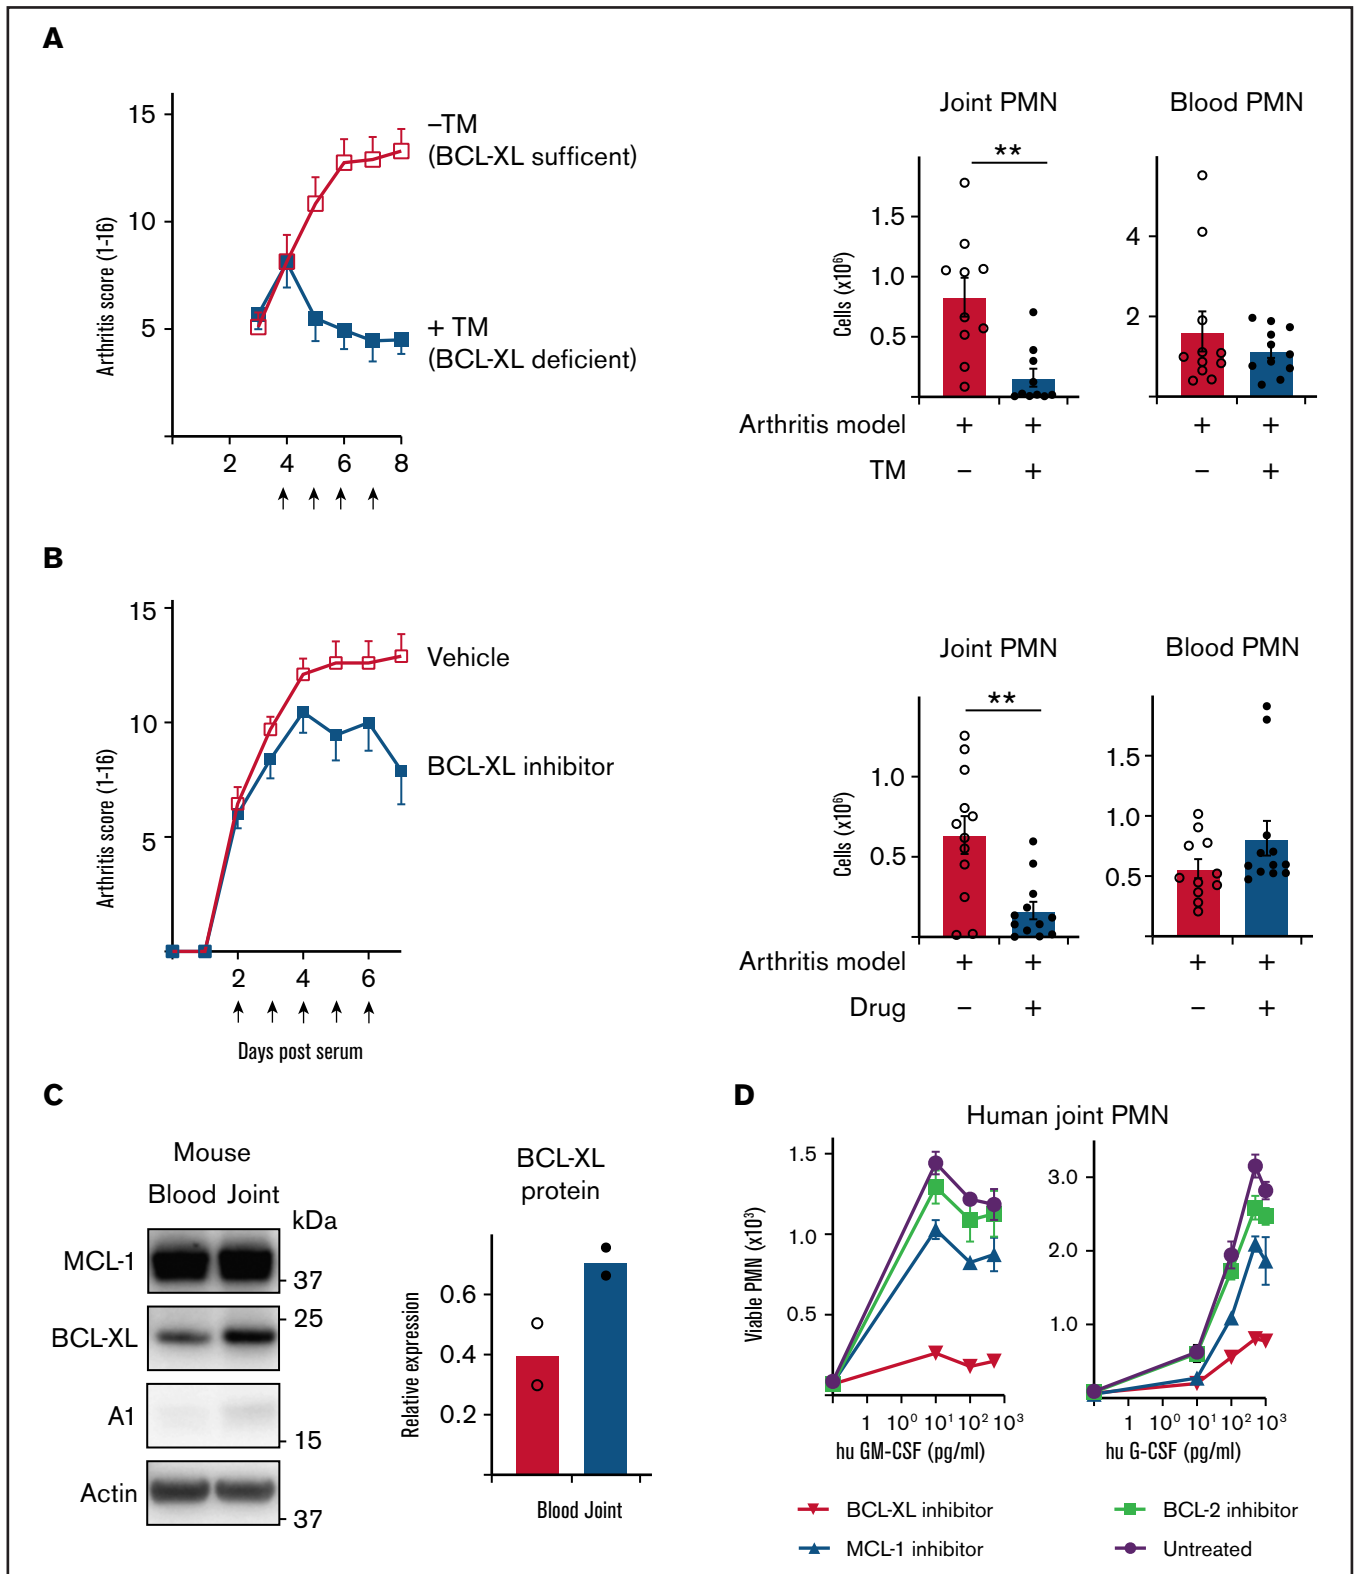 A
Arthritis score (1-16)
15
10
5
2 4 6 8
–TM
(BCL-XL sufficent)
+ TM
(BCL-XL deficient)
Joint PMN
**
Cells (x10⁶)
1.5
1.0
0.5
Blood PMN
4
2
Arthritis model + + + +
TM – + – +
B
Arthritis score (1-16)
15
10
5
2 4 6
Days post serum
Vehicle
BCL-XL inhibitor
Joint PMN
**
Cells (x10⁶)
1.0
0.5
Blood PMN
1.5
1.0
0.5
Arthritis model + + + +
Drug – + – +
C
Mouse
Blood Joint
kDa
MCL-1
37
25
BCL-XL
A1
15
Actin
37
BCL-XL
protein
Relative expression
0.6
0.4
0.2
Blood Joint
D
Human joint PMN
Viable PMN (x10³)
1.5
1.0
0.5
1 10⁰ 10¹ 10² 10³
hu GM-CSF (pg/ml)
3.0
2.0
1.0
1 10⁰ 10¹ 10² 10³
hu G-CSF (pg/ml)
BCL-XL inhibitor
BCL-2 inhibitor
MCL-1 inhibitor
Untreated